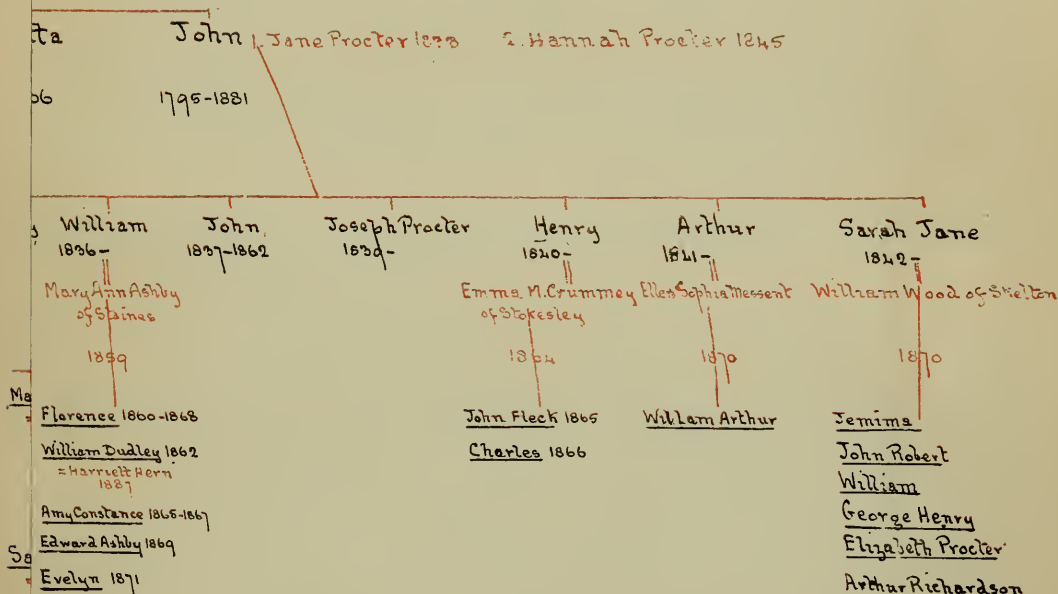 ta
John 1. Jane Procter 2. Hannah Procter 1845
1795-1881
William
1836-
Mary Ann Ashby
of Staines
1859
Florence 1860-1868
William Dudley 1862
=Harriett Hern
1887
Amy Constance 1865-1867
Edward Ashby 1869
Evelyn 1871
John
1837-1862
Joseph Procter
1839-
Henry
1840-
Emma M. Crummey
of Stokesley
1864
John Fleck 1865
Charles 1866
Arthur
1841-
Ellen Sophia Messent
1870
William Arthur
Sarah Jane
1842-
William Wood of Skelton
1870
Jemima
John Robert
William
George Henry
Elizabeth Procter
Arthur Richardson
Ma
Sa